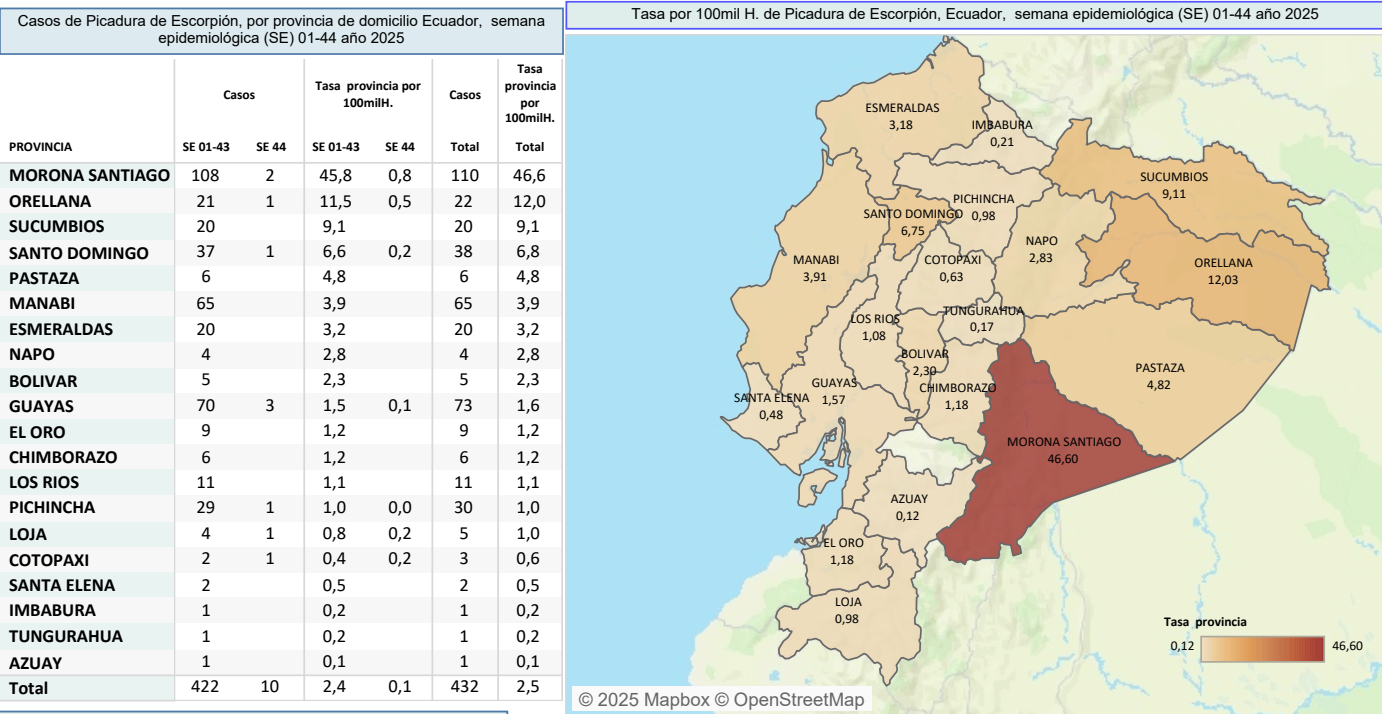 Casos de Picadura de Escorpión, por provincia de domicilio Ecuador, semana
epidemiológica (SE) 01-44 año 2025
Casos
Tasa provincia por
100milH.
Casos
Tasa
provincia
por
100milH.
PROVINCIA SE 01-43 SE 44 SE 01-43 SE 44 Total Total
MORONA SANTIAGO 108 2 45,8 0,8 110 46,6
ORELLANA 21 1 11,5 0,5 22 12,0
SUCUMBIOS 20 9,1 20 9,1
SANTO DOMINGO 37 1 6,6 0,2 38 6,8
PASTAZA 6 4,8 6 4,8
MANABI 65 3,9 65 3,9
ESMERALDAS 20 3,2 20 3,2
NAPO 4 2,8 4 2,8
BOLIVAR 5 2,3 5 2,3
GUAYAS 70 3 1,5 0,1 73 1,6
EL ORO 9 1,2 9 1,2
CHIMBORAZO 6 1,2 6 1,2
LOS RIOS 11 1,1 11 1,1
PICHINCHA 29 1 1,0 0,0 30 1,0
LOJA 4 1 0,8 0,2 5 1,0
COTOPAXI 2 1 0,4 0,2 3 0,6
SANTA ELENA 2 0,5 2 0,5
IMBABURA 1 0,2 1 0,2
TUNGURAHUA 1 0,2 1 0,2
AZUAY 1 0,1 1 0,1
Total 422 10 2,4 0,1 432 2,5
Tasa por 100mil H. de Picadura de Escorpión, Ecuador, semana epidemiológica (SE) 01-44 año 2025
ESMERALDAS
3,18
IMBABURA
0,21
SUCUMBIOS
9,11
PICHINCHA
0,98
SANTO DOMINGO
6,75
NAPO
2,83
MANABI
3,91
COTOPAXI
0,63
ORELLANA
12,03
LOS RIOS
1,08
TUNGURAHUA
0,17
BOLIVAR
2,30
PASTAZA
4,82
GUAYAS
1,57
CHIMBORAZO
1,18
SANTA ELENA
0,48
MORONA SANTIAGO
46,60
AZUAY
0,12
EL ORO
1,18
LOJA
0,98
Tasa provincia
0,12 46,60
© 2025 Mapbox © OpenStreetMap